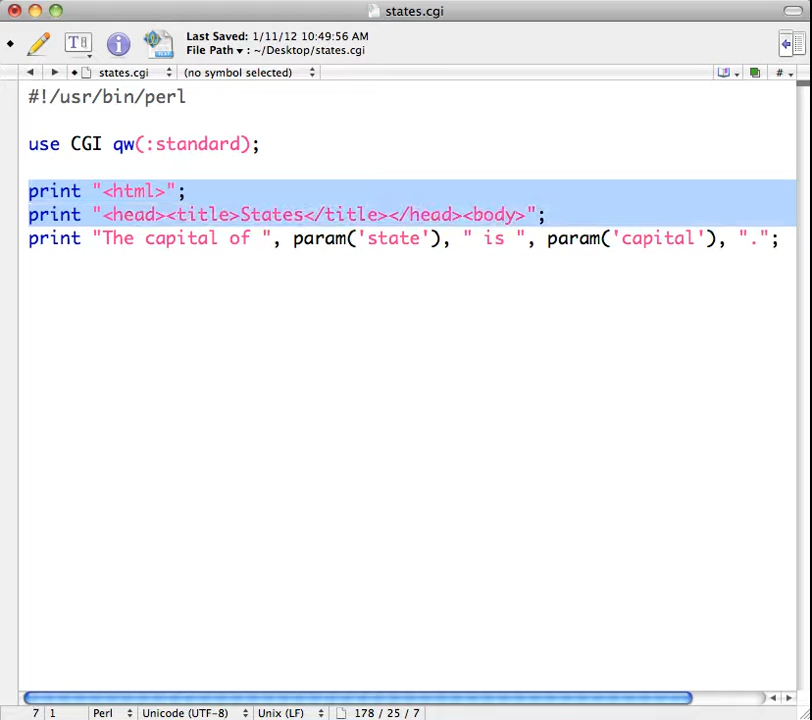 states.cgi
Last Saved: 1/11/12 10:49:56 AM
File Path ▾ : ~/Desktop/states.cgi
states.cgi (no symbol selected) # ▾
#!/usr/bin/perl
use CGI qw(:standard);
print "<html>";
print "<head><title>States</title></head><body>";
print "The capital of ", param('state'), " is ", param('capital'), ".";
7 1 Perl Unicode (UTF-8) Unix (LF) 178 / 25 / 7